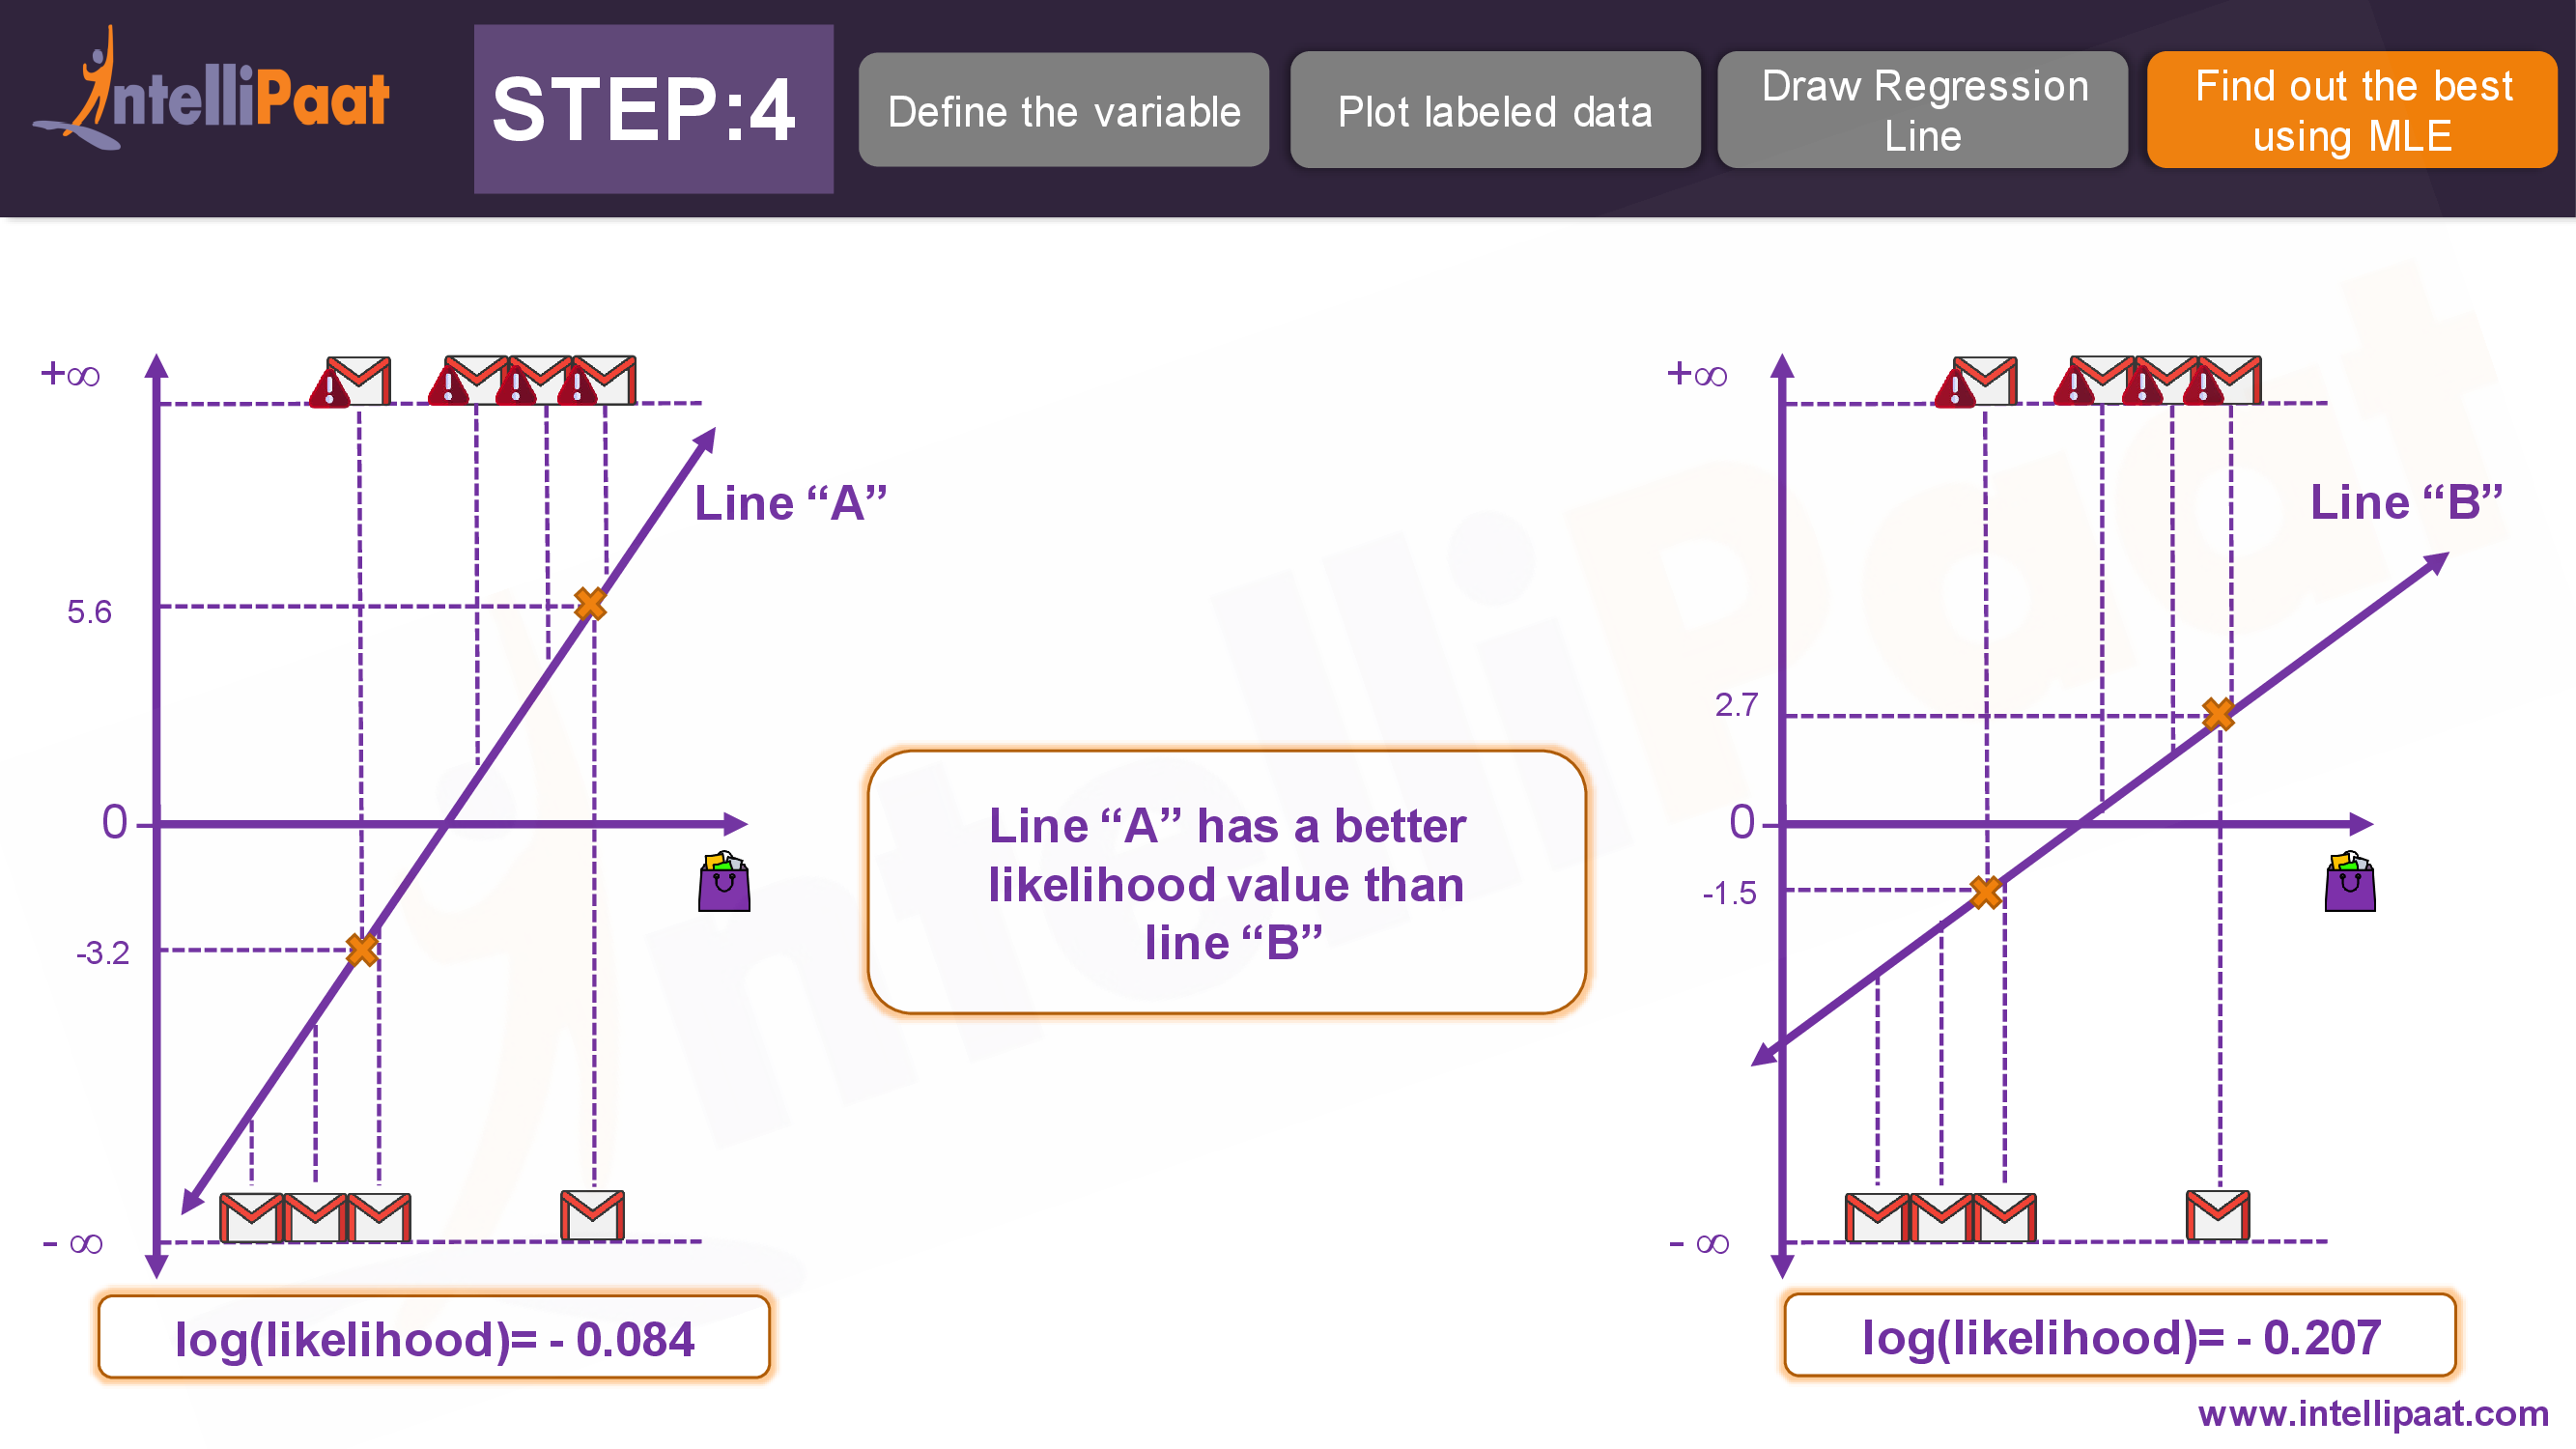 IntelliPaat
STEP:4
Define the variable
Plot labeled data
Draw Regression
Line
Find out the best
using MLE
+∞
5.6
0
-3.2
- ∞
Line “A”
log(likelihood)= - 0.084
Line “A” has a better
likelihood value than
line “B”
+∞
2.7
0
-1.5
- ∞
Line “B”
log(likelihood)= - 0.207
www.intellipaat.com